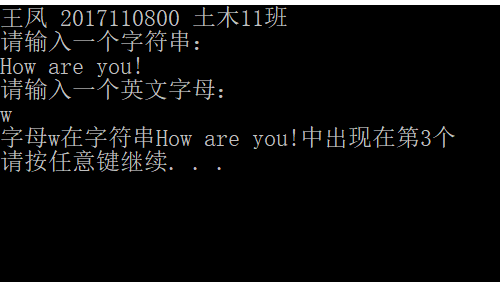 王凤 2017110800 土木11班
请输入一个字符串:
How are you!
请输入一个英文字母:
w
字母w在字符串How are you!中出现在第3个
请按任意键继续. . .